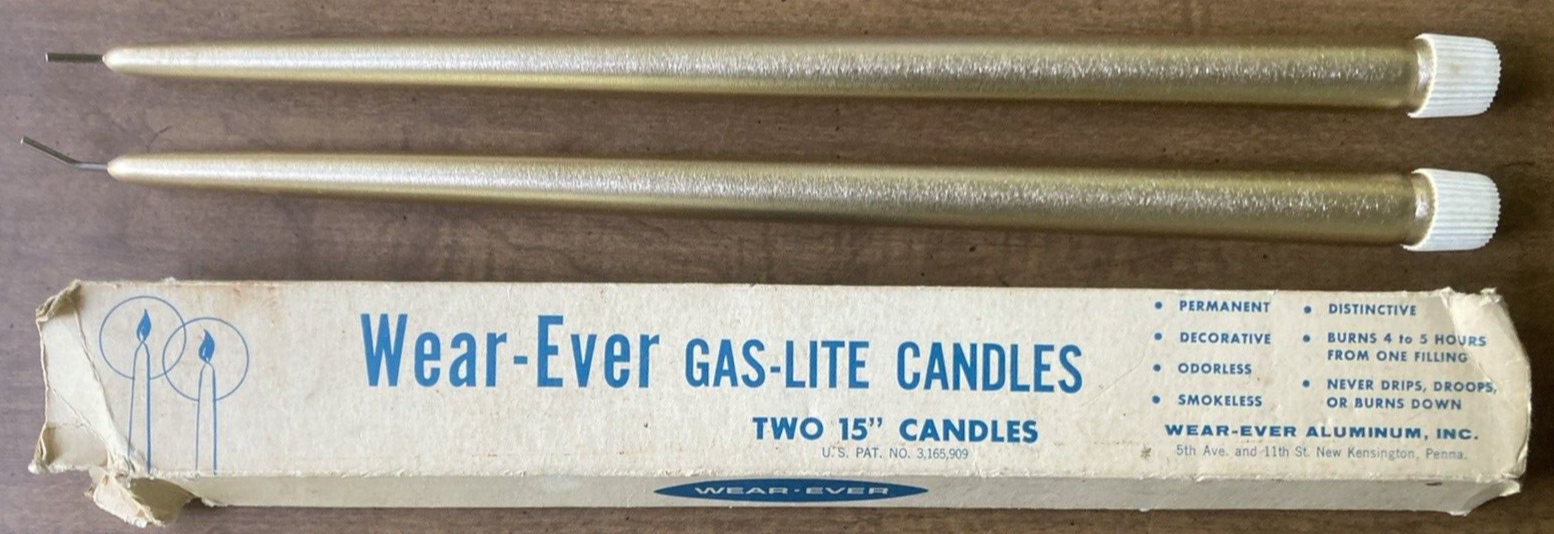 Wear-Ever GAS-LITE CANDLES
TWO 15" CANDLES
U.S. PAT. NO. 3,165,909
• PERMANENT
• DECORATIVE
• ODORLESS
• SMOKELESS
• DISTINCTIVE
• BURNS 4 to 5 HOURS
FROM ONE FILLING
• NEVER DRIPS, DROOPS,
OR BURNS DOWN
WEAR-EVER ALUMINUM, INC.
5th Ave. and 11th St. New Kensington, Penna.
WEAR-EVER